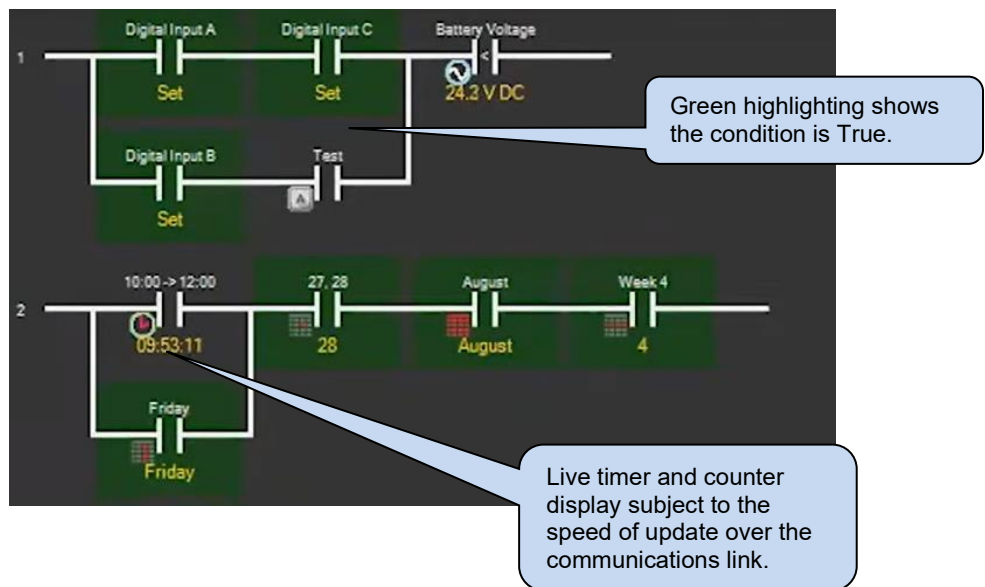 Digital Input A
Digital Input C
Battery Voltage
1
<
Set
Set
24.2 V DC
Green highlighting shows
the condition is True.
Digital Input B
Test
A
Set
10:00 -> 12:00
27, 28
August
Week 4
2
09:53:11
28
August
4
Friday
Friday
Live timer and counter
display subject to the
speed of update over the
communications link.